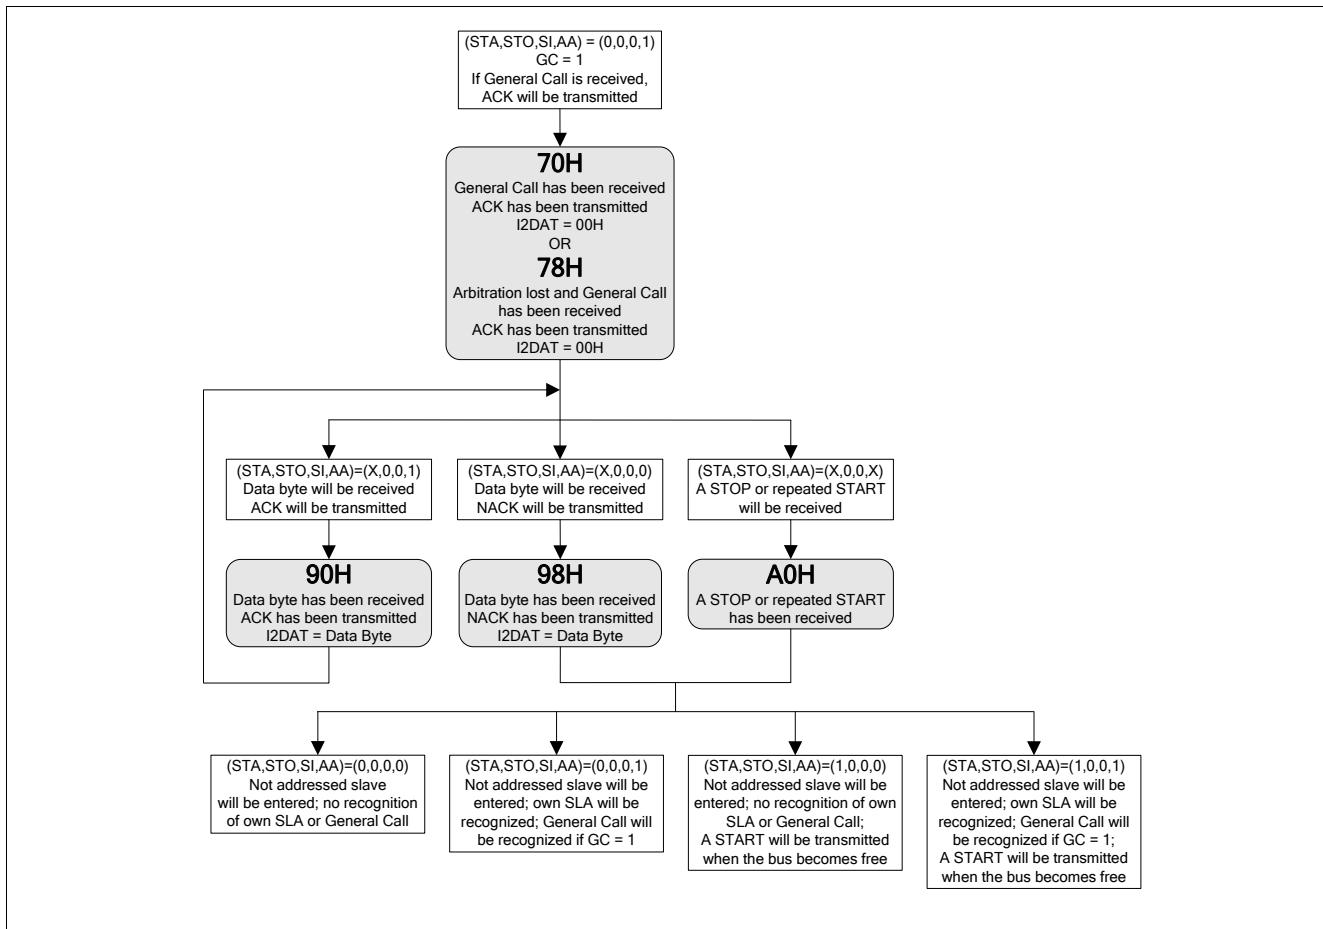 (STA,STO,SI,AA) = (0,0,0,1)
GC = 1
If General Call is received,
ACK will be transmitted
70H
General Call has been received
ACK has been transmitted
I2DAT = 00H
OR
78H
Arbitration lost and General Call
has been received
ACK has been transmitted
I2DAT = 00H
(STA,STO,SI,AA)=(X,0,0,1)
Data byte will be received
ACK will be transmitted
(STA,STO,SI,AA)=(X,0,0,0)
Data byte will be received
NACK will be transmitted
(STA,STO,SI,AA)=(X,0,0,X)
A STOP or repeated START
will be received
90H
Data byte has been received
ACK has been transmitted
I2DAT = Data Byte
98H
Data byte has been received
NACK has been transmitted
I2DAT = Data Byte
A0H
A STOP or repeated START
has been received
(STA,STO,SI,AA)=(0,0,0,0)
Not addressed slave
will be entered; no recognition
of own SLA or General Call
(STA,STO,SI,AA)=(0,0,0,1)
Not addressed slave will be
entered; own SLA will be
recognized; General Call will
be recognized if GC = 1
(STA,STO,SI,AA)=(1,0,0,0)
Not addressed slave will be
entered; no recognition of own
SLA or General Call;
A START will be transmitted
when the bus becomes free
(STA,STO,SI,AA)=(1,0,0,1)
Not addressed slave will be
entered; own SLA will be
recognized; General Call will
be recognized if GC = 1;
A START will be transmitted
when the bus becomes free